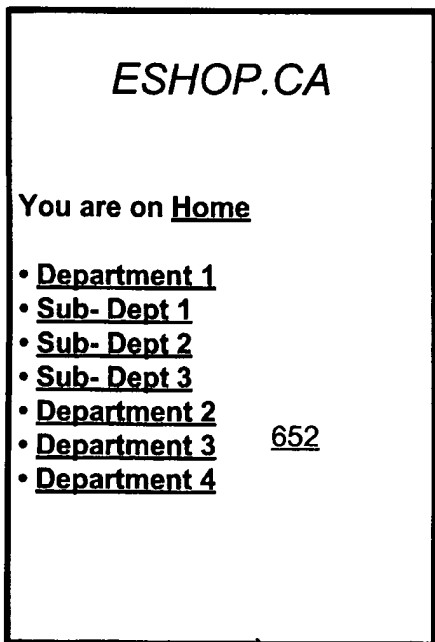 ESHOP.CA
You are on Home
• Department 1
• Sub- Dept 1
• Sub- Dept 2
• Sub- Dept 3
• Department 2
• Department 3
652
• Department 4